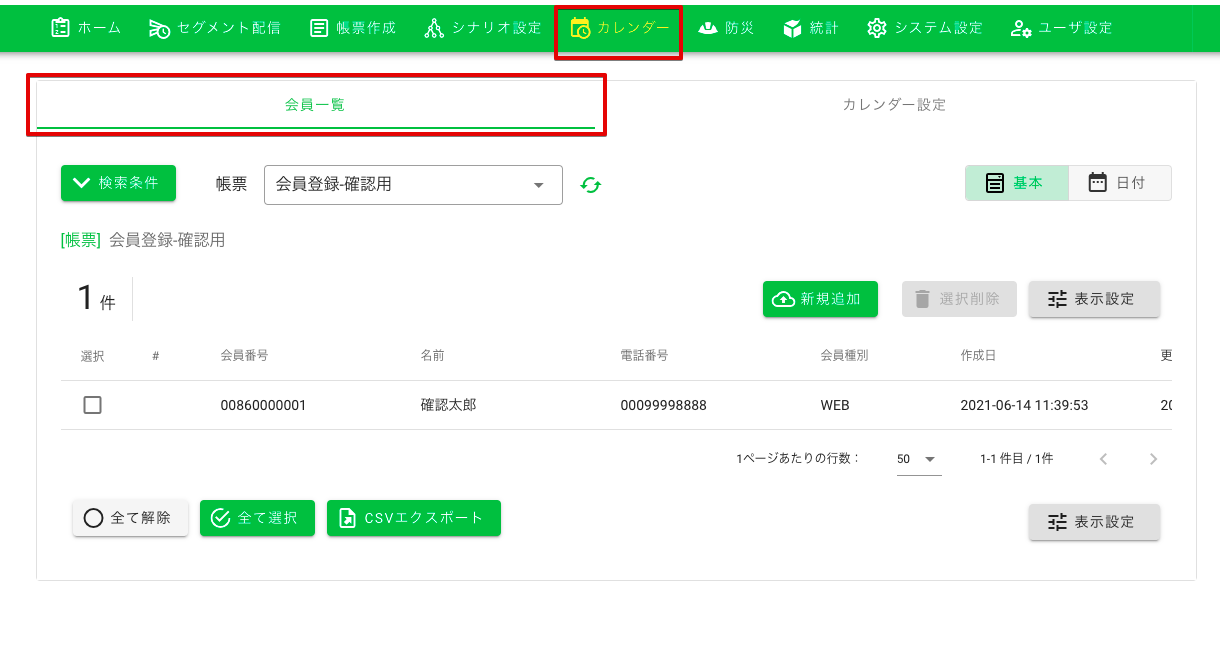 ホーム セグメント配信 帳票作成 シナリオ設定 カレンダー 防災 統計 システム設定 ユーザ設定
会員一覧 カレンダー設定
検索条件 帳票 会員登録-確認用 基本 日付
[帳票] 会員登録-確認用
1 件 新規追加 選択削除 表示設定
選択 # 会員番号 名前 電話番号 会員種別 作成日 更
00860000001 確認太郎 00099998888 WEB 2021-06-14 11:39:53 20
1ページあたりの行数： 50 1-1 件目 / 1件
全て解除 全て選択 CSVエクスポート 表示設定